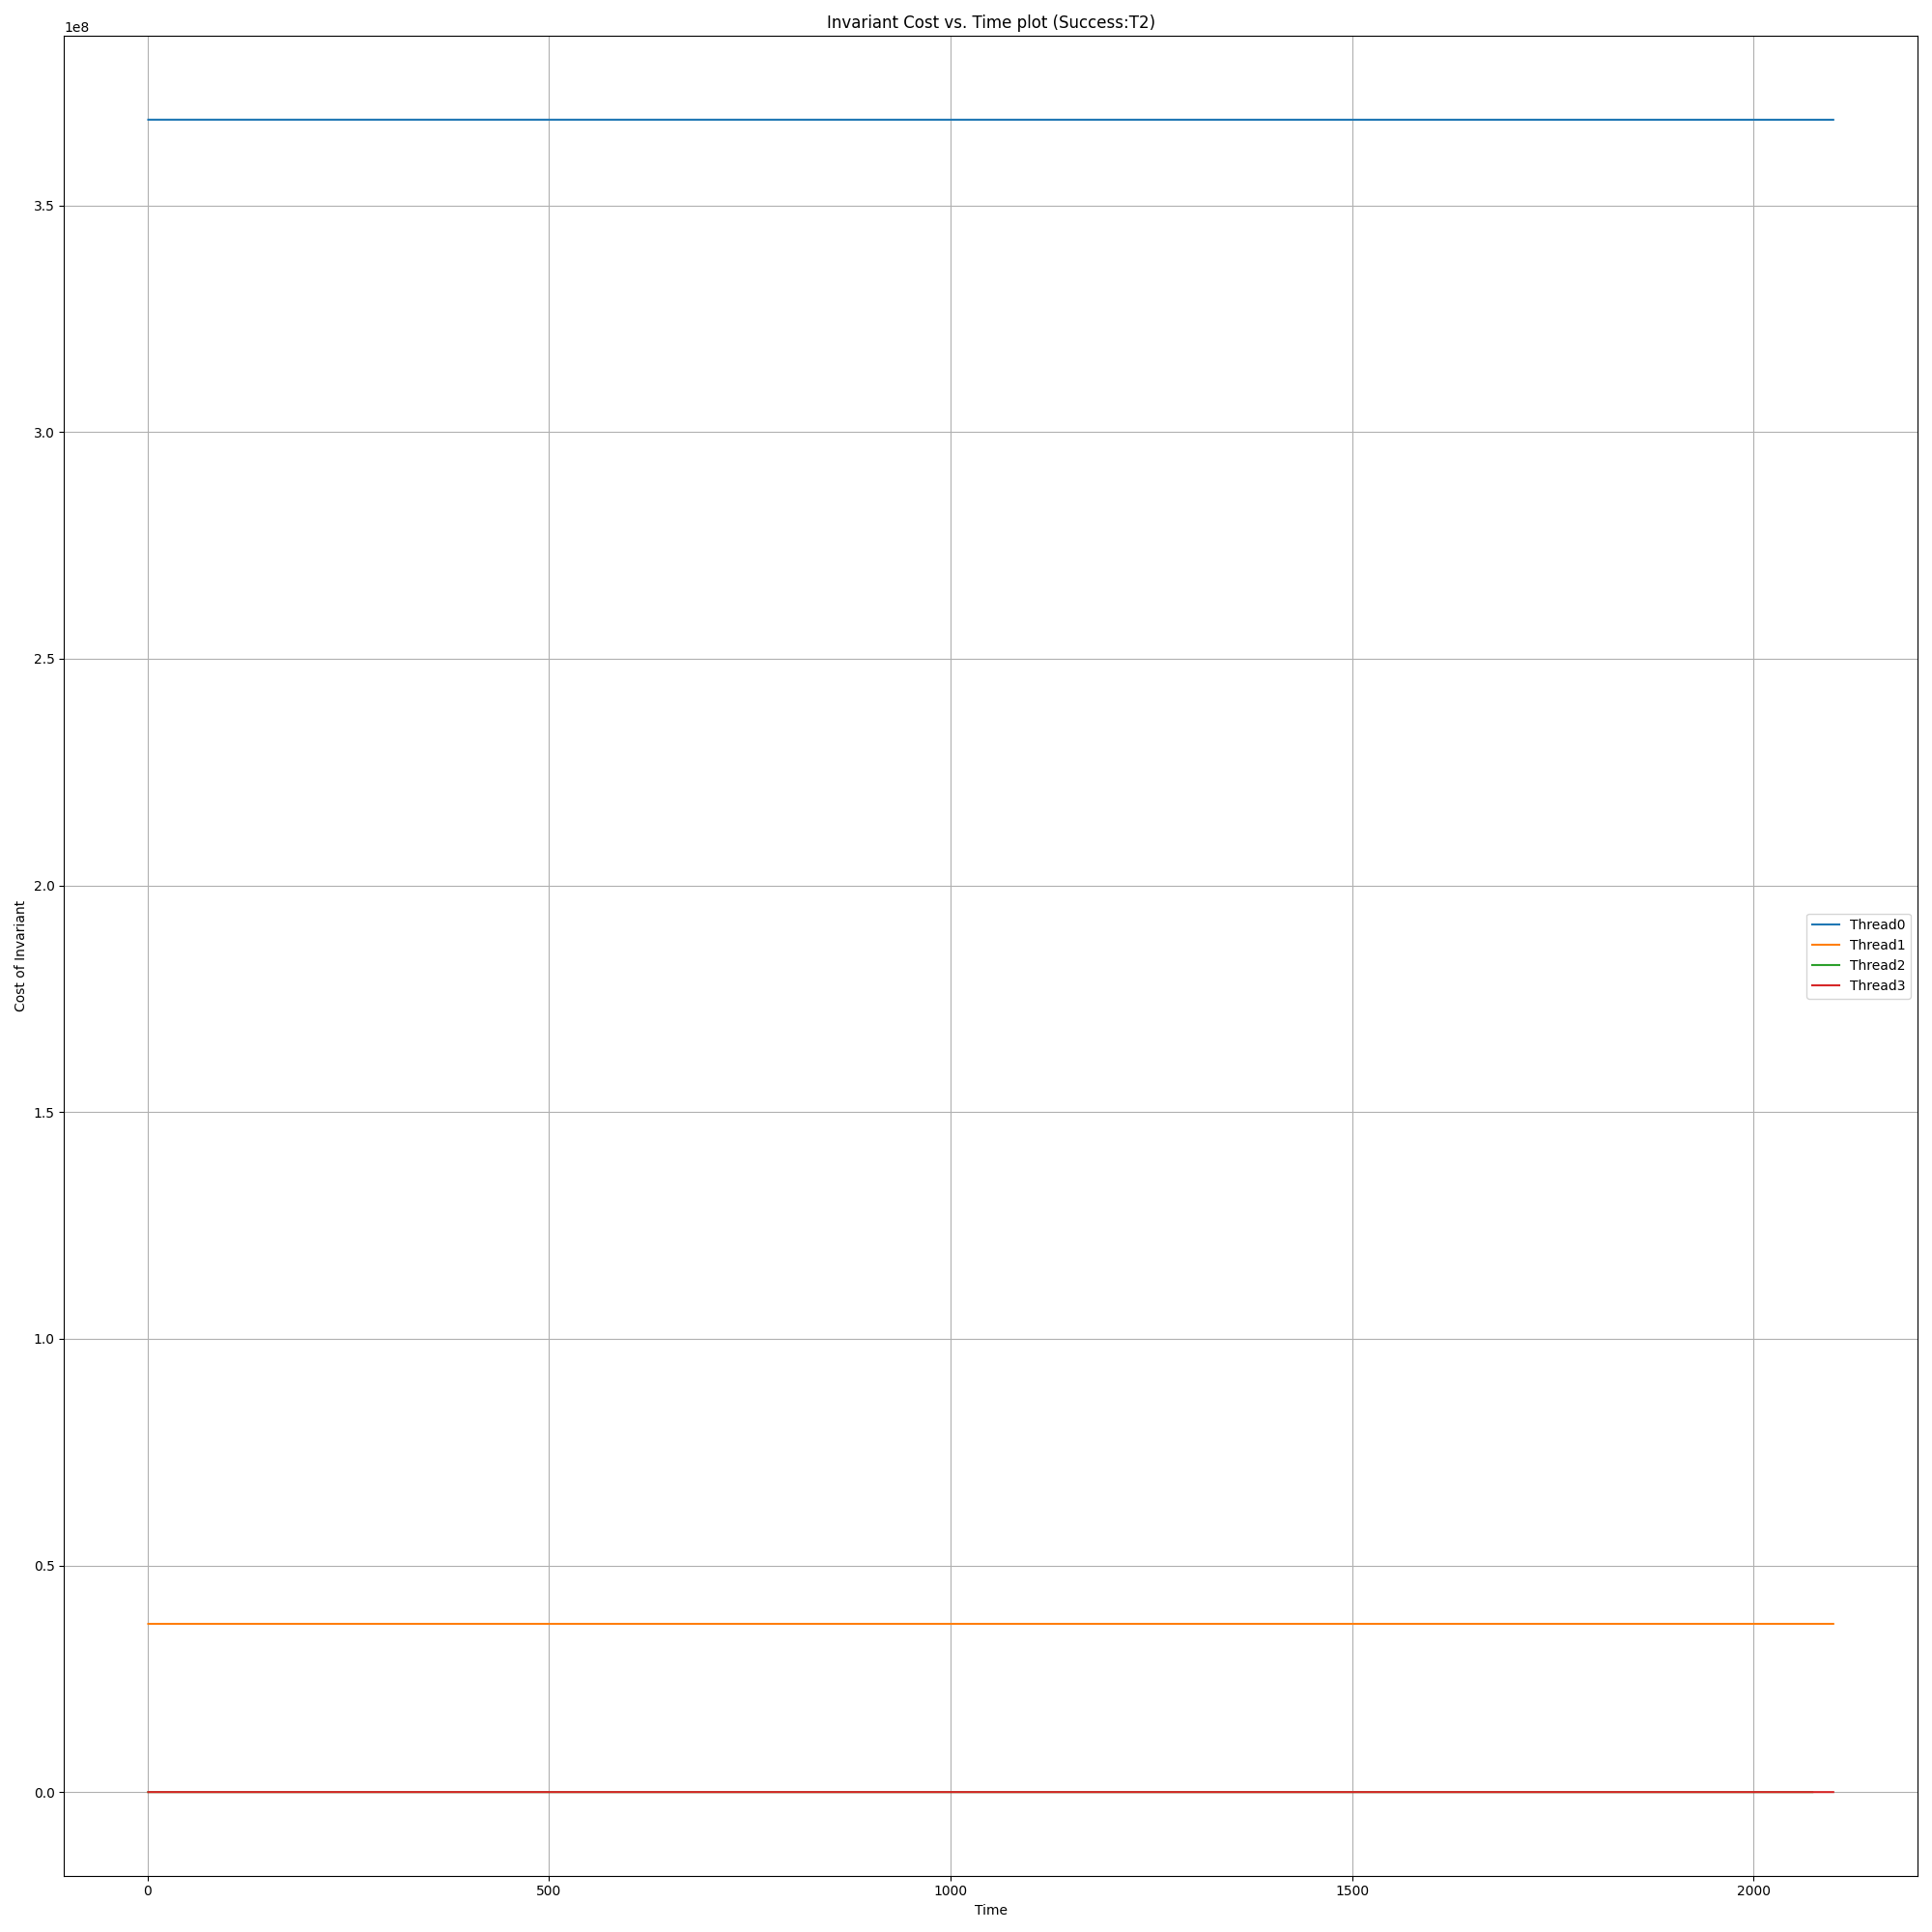 Invariant Cost vs. Time plot (Success:T2)
1e8
3.5
3.0
2.5
2.0
1.5
1.0
0.5
0.0
Cost of Invariant
Thread0
Thread1
Thread2
Thread3
0 500 1000 1500 2000
Time